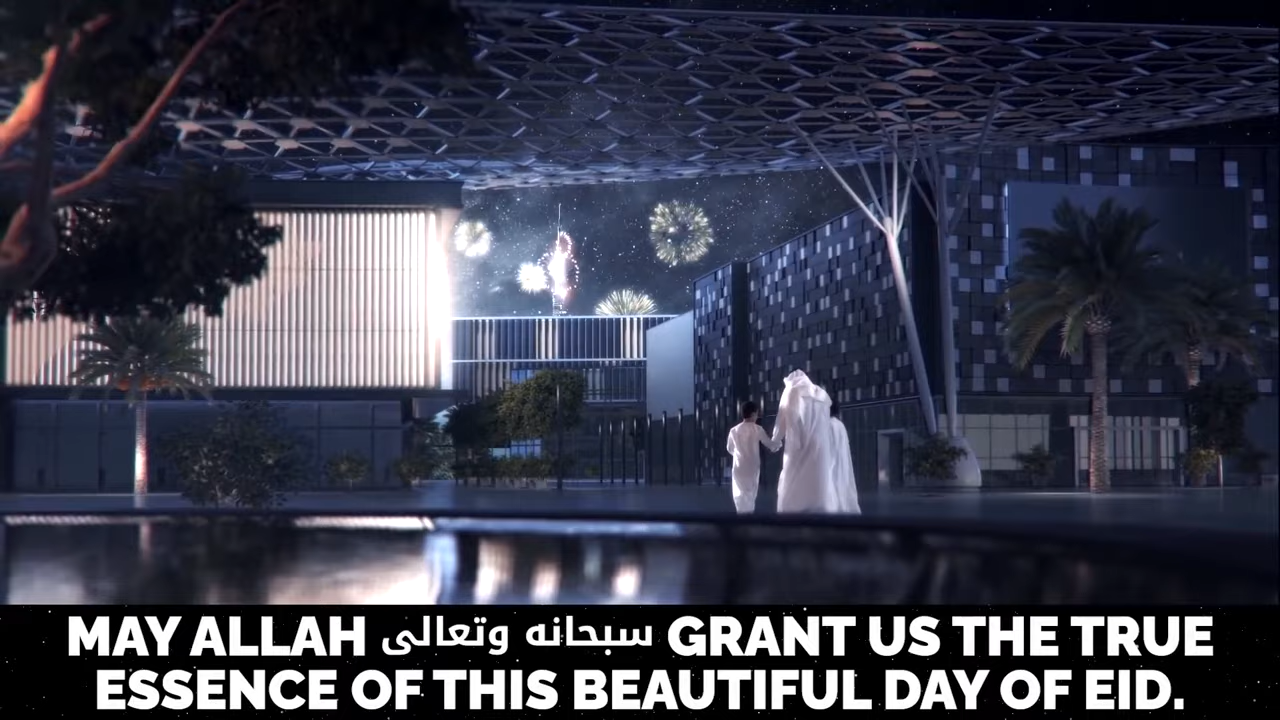 MAY ALLAH سبحانه وتعالى GRANT US THE TRUE
ESSENCE OF THIS BEAUTIFUL DAY OF EID.